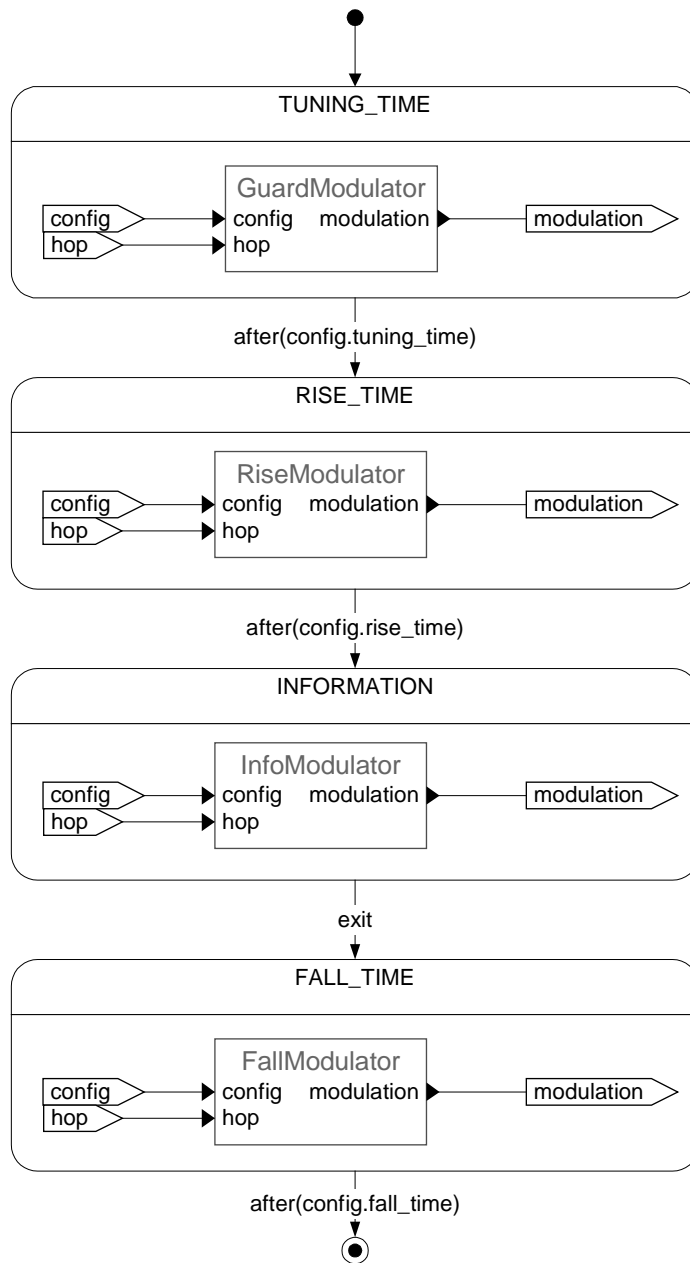 TUNING_TIME
GuardModulator
config config modulation modulation
hop hop
after(config.tuning_time)
RISE_TIME
RiseModulator
config config modulation modulation
hop hop
after(config.rise_time)
INFORMATION
InfoModulator
config config modulation modulation
hop hop
exit
FALL_TIME
FallModulator
config config modulation modulation
hop hop
after(config.fall_time)